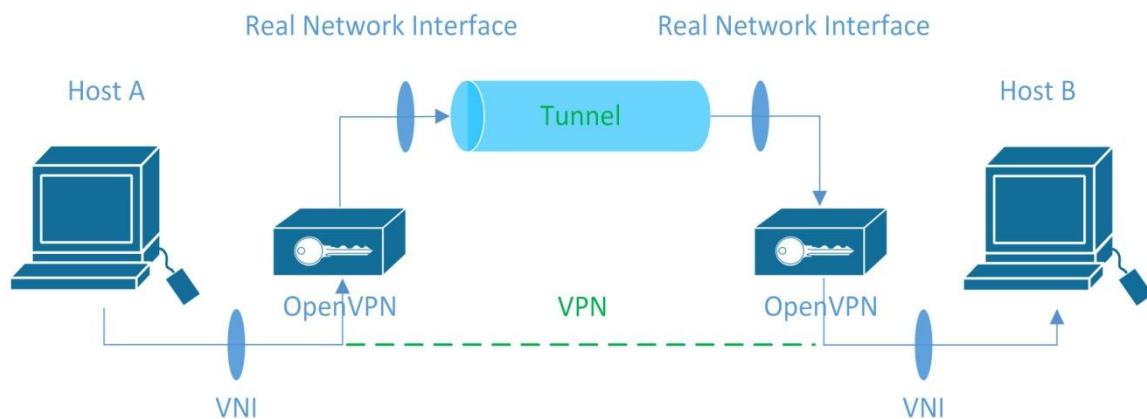 Real Network Interface
Real Network Interface
Host A
Tunnel
Host B
OpenVPN
VPN
OpenVPN
VNI
VNI